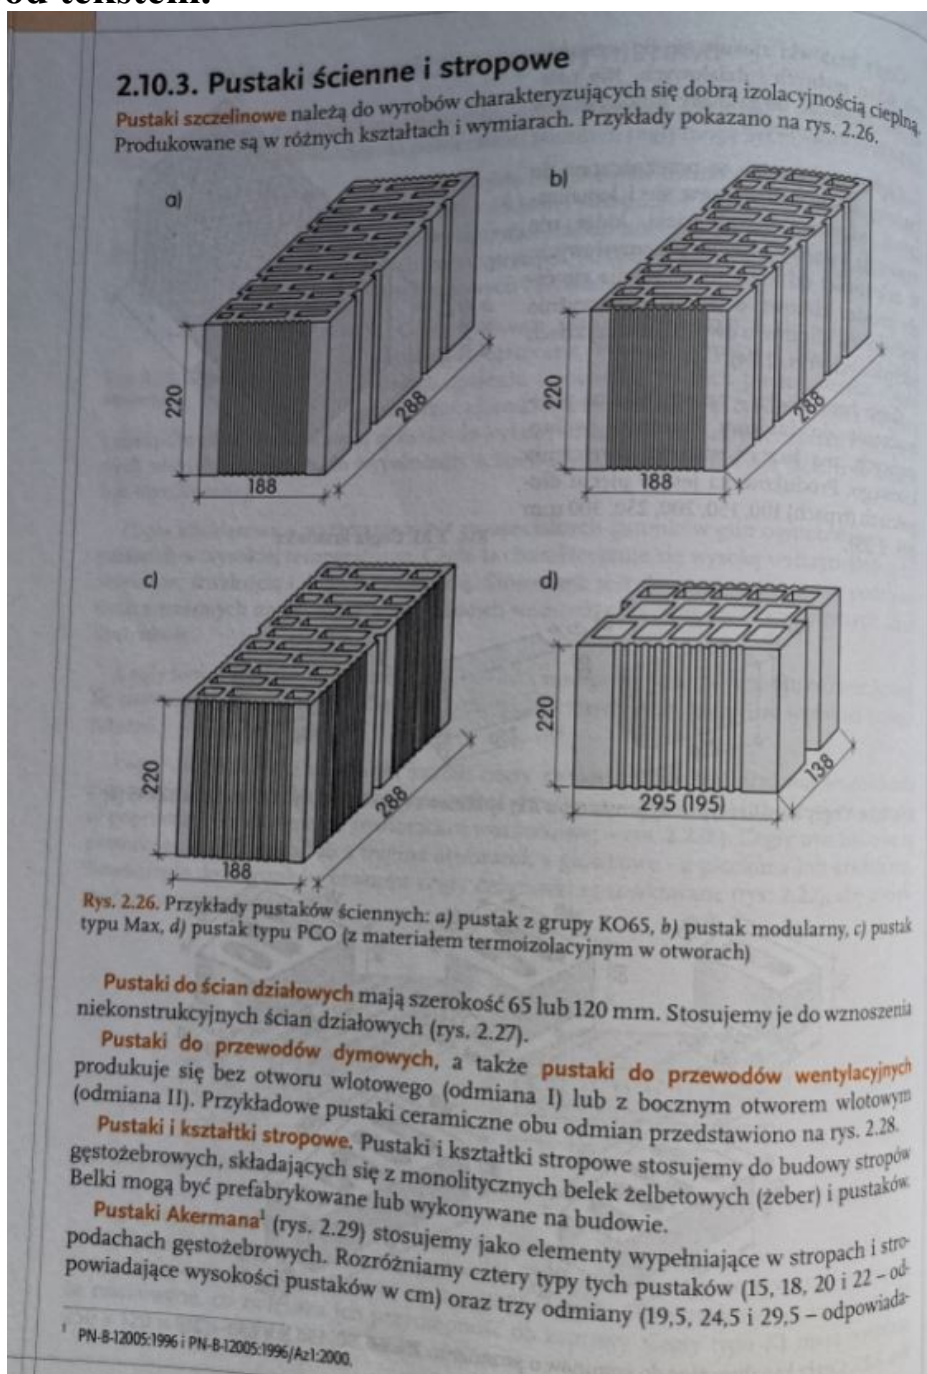 od tekstem.
2.10.3. Pustaki ścienne i stropowe
Pustaki szczelinowe należą do wyrobów charakteryzujących się dobrą izolacyjnością cieplną.
Produkowane są w różnych kształtach i wymiarach. Przykłady pokazano na rys. 2.26.
a)
b)
220
288
188
220
288
188
c)
d)
220
288
188
220
138
295 (195)
Rys. 2.26. Przykłady pustaków ściennych: a) pustak z grupy KO65, b) pustak modularny, c) pustak
typu Max, d) pustak typu PCO (z materiałem termoizolacyjnym w otworach)
Pustaki do ścian działowych mają szerokość 65 lub 120 mm. Stosujemy je do wznoszenia
niekonstrukcyjnych ścian działowych (rys. 2.27).
Pustaki do przewodów dymowych, a także pustaki do przewodów wentylacyjnych
produkuje się bez otworu wlotowego (odmiana I) lub z bocznym otworem wlotowym
(odmiana II). Przykładowe pustaki ceramiczne obu odmian przedstawiono na rys. 2.28.
Pustaki i kształtki stropowe. Pustaki i kształtki stropowe stosujemy do budowy stropów
gęstożebrowych, składających się z monolitycznych belek żelbetowych (żeber) i pustaków.
Belki mogą być prefabrykowane lub wykonywane na budowie.
Pustaki Akermana¹ (rys. 2.29) stosujemy jako elementy wypełniające w stropach i stro-
podachach gęstożebrowych. Rozróżniamy cztery typy tych pustaków (15, 18, 20 i 22 – od-
powiadające wysokości pustaków w cm) oraz trzy odmiany (19,5, 24,5 i 29,5 – odpowiada-
¹ PN-B-12005:1996 i PN-B-12005:1996/Az1:2000.